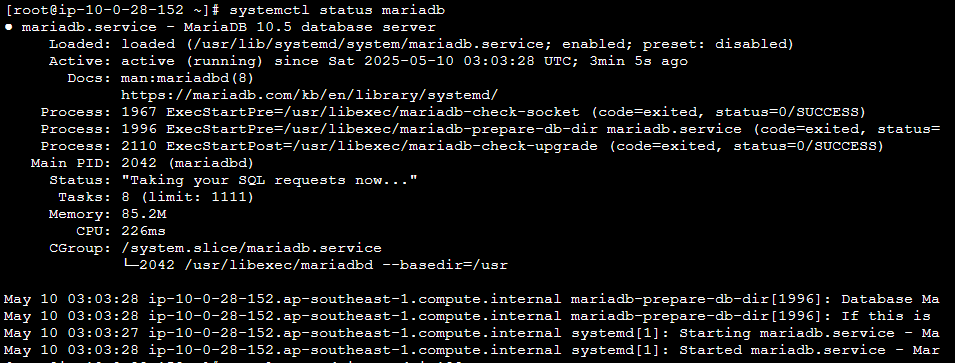 [root@ip-10-0-28-152 ~]# systemctl status mariadb
● mariadb.service - MariaDB 10.5 database server
     Loaded: loaded (/usr/lib/systemd/system/mariadb.service; enabled; preset: disabled)
     Active: active (running) since Sat 2025-05-10 03:03:28 UTC; 3min 5s ago
       Docs: man:mariadbd(8)
             https://mariadb.com/kb/en/library/systemd/
    Process: 1967 ExecStartPre=/usr/libexec/mariadb-check-socket (code=exited, status=0/SUCCESS)
    Process: 1996 ExecStartPre=/usr/libexec/mariadb-prepare-db-dir mariadb.service (code=exited, status=
    Process: 2110 ExecStartPost=/usr/libexec/mariadb-check-upgrade (code=exited, status=0/SUCCESS)
   Main PID: 2042 (mariadbd)
     Status: "Taking your SQL requests now..."
      Tasks: 8 (limit: 1111)
     Memory: 85.2M
        CPU: 226ms
     CGroup: /system.slice/mariadb.service
             └─2042 /usr/libexec/mariadbd --basedir=/usr
May 10 03:03:28 ip-10-0-28-152.ap-southeast-1.compute.internal mariadb-prepare-db-dir[1996]: Database Ma
May 10 03:03:28 ip-10-0-28-152.ap-southeast-1.compute.internal mariadb-prepare-db-dir[1996]: If this is
May 10 03:03:27 ip-10-0-28-152.ap-southeast-1.compute.internal systemd[1]: Starting mariadb.service - Ma
May 10 03:03:28 ip-10-0-28-152.ap-southeast-1.compute.internal systemd[1]: Started mariadb.service - Mar